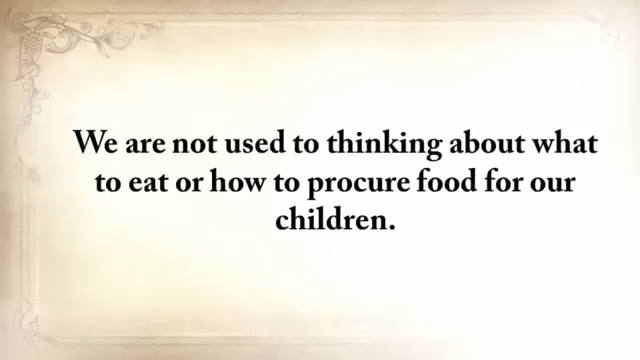 We are not used to thinking about what
to eat or how to procure food for our
children.